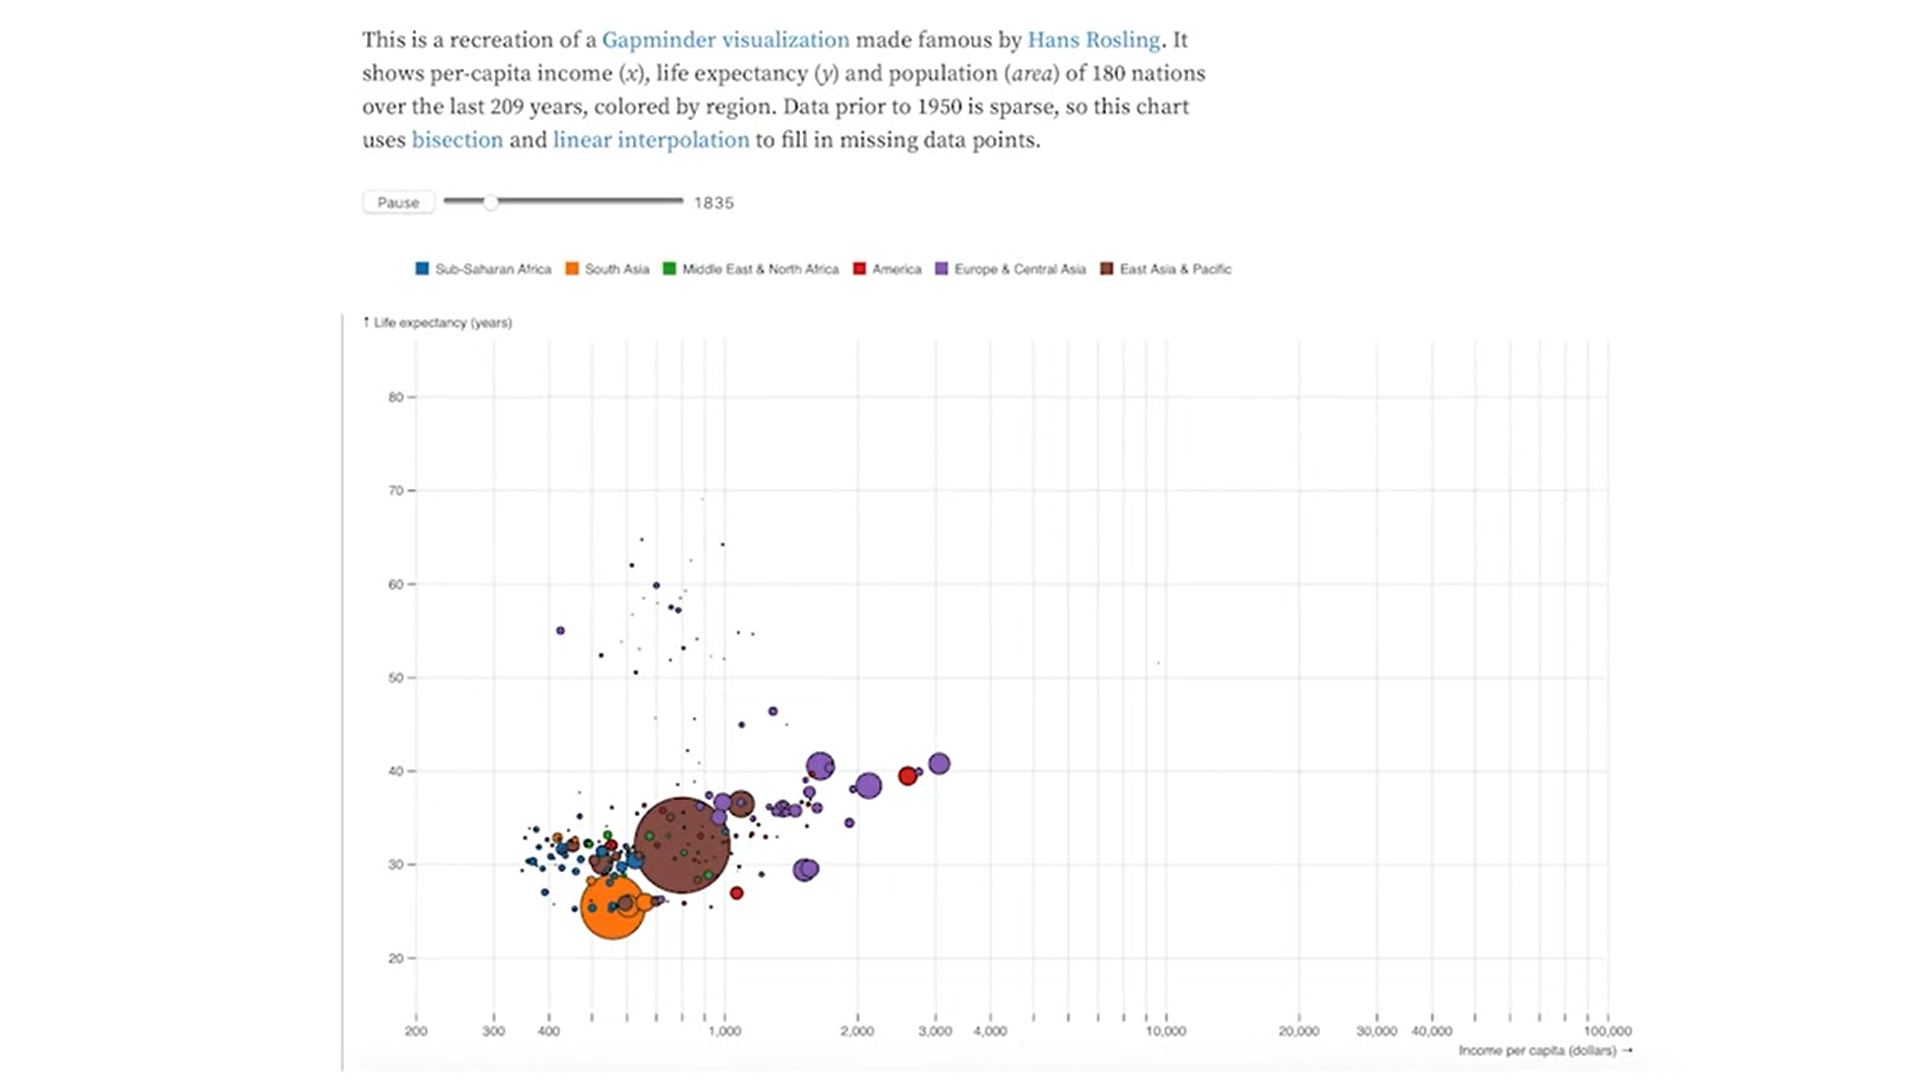 This is a recreation of a Gapminder visualization made famous by Hans Rosling. It
shows per-capita income (x), life expectancy (y) and population (area) of 180 nations
over the last 209 years, colored by region. Data prior to 1950 is sparse, so this chart
uses bisection and linear interpolation to fill in missing data points.
Pause 1835
Sub-Saharan Africa South Asia Middle East & North Africa America Europe & Central Asia East Asia & Pacific
↑ Life expectancy (years)
80
70
60
50
40
30
20
200 300 400 1,000 2,000 3,000 4,000 10,000 20,000 30,000 40,000 100,000
Income per capita (dollars) →